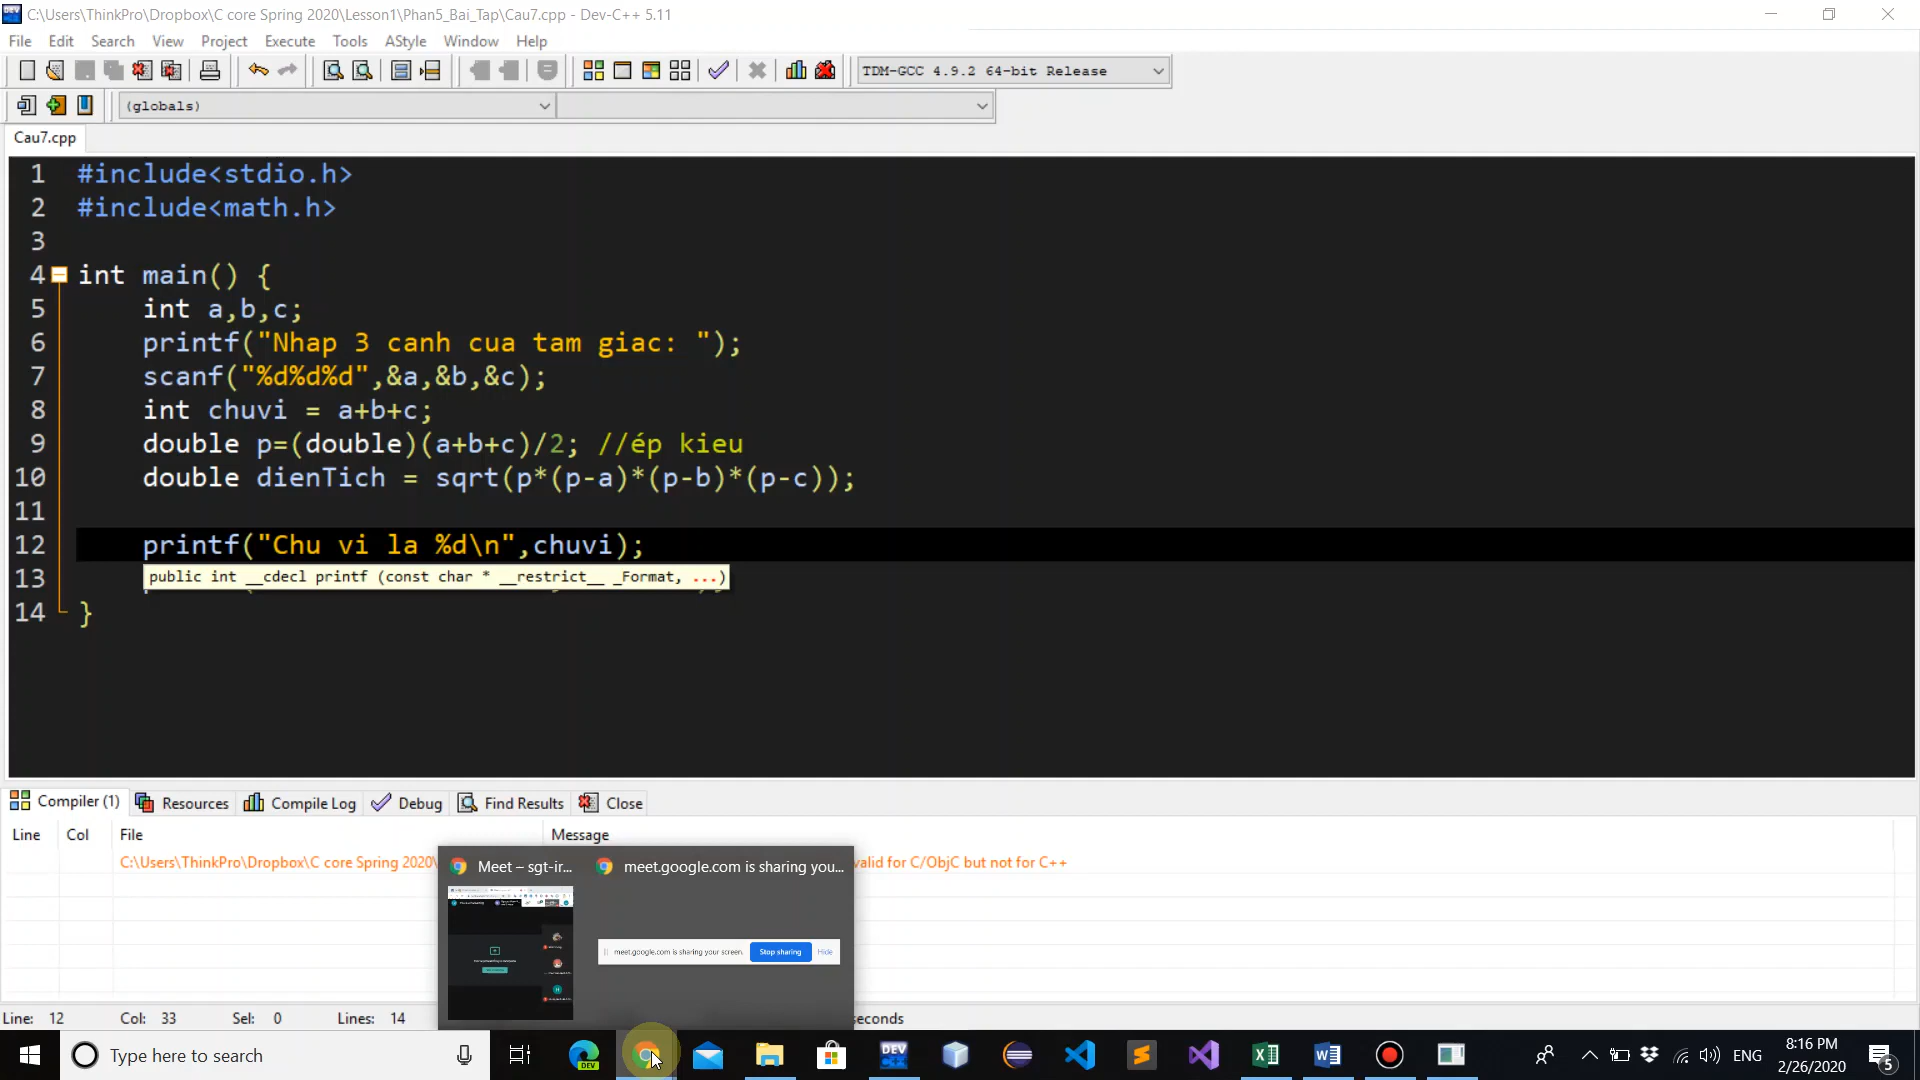 C:\Users\ThinkPro\Dropbox\C core Spring 2020\Lesson1\Phan5_Bai_Tap\Cau7.cpp - Dev-C++ 5.11
File Edit Search View Project Execute Tools AStyle Window Help
TDM-GCC 4.9.2 64-bit Release
(globals)
Cau7.cpp
1 #include<stdio.h>
2 #include<math.h>
3
4 int main() {
5 int a,b,c;
6 printf("Nhap 3 canh cua tam giac: ");
7 scanf("%d%d%d",&a,&b,&c);
8 int chuvi = a+b+c;
9 double p=(double)(a+b+c)/2; //ép kieu
10 double dienTich = sqrt(p*(p-a)*(p-b)*(p-c));
11
12 printf("Chu vi la %d\n",chuvi);
public int __cdecl printf (const char * __restrict__ _Format, ...)
13
14 }
Compiler (1) Resources Compile Log Debug Find Results Close
Line Col File Message
C:\Users\ThinkPro\Dropbox\C core Spring 2020\ valid for C/ObjC but not for C++
Meet – sgt-ir... meet.google.com is sharing you...
meet.google.com is sharing your screen. Stop sharing Hide
Line: 12 Col: 33 Sel: 0 Lines: 14 seconds
Type here to search
DEV
DEV C++
ENG
8:16 PM
2/26/2020
5